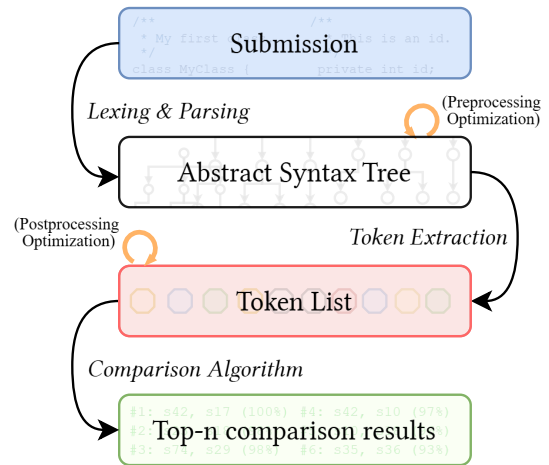 /**
/**
* My first
* This is an id.
*/
*/
Submission
class MyClass {
private int id;
Lexing & Parsing
(Preprocessing
Optimization)
Abstract Syntax Tree
(Postprocessing
Optimization)
Token Extraction
Token List
Comparison Algorithm
#1: s42, s17 (100%) #4: s42, s10 (97%)
Top-n comparison results
#3: s74, s29 (98%) #6: s35, s36 (93%)